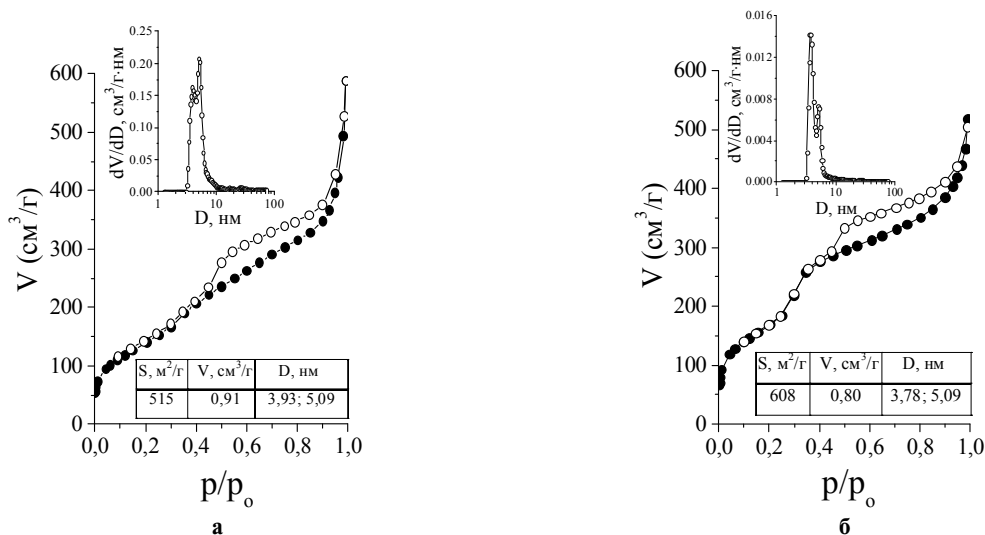 0.25
0.20
0.15
0.10
0.05
0.00
dV/dD, см³/г·нм
1 10 100
D, нм
600
500
400
300
200
100
0
V (см³/г)
S, м²/г V, см³/г D, нм
515 0,91 3,93; 5,09
0,0 0,2 0,4 0,6 0,8 1,0
p/pₒ
а
0.016
0.012
0.008
0.004
0.000
dV/dD, см³/г·нм
1 10 100
D, нм
600
500
400
300
200
100
0
V (см³/г)
S, м²/г V, см³/г D, нм
608 0,80 3,78; 5,09
0,0 0,2 0,4 0,6 0,8 1,0
p/pₒ
б